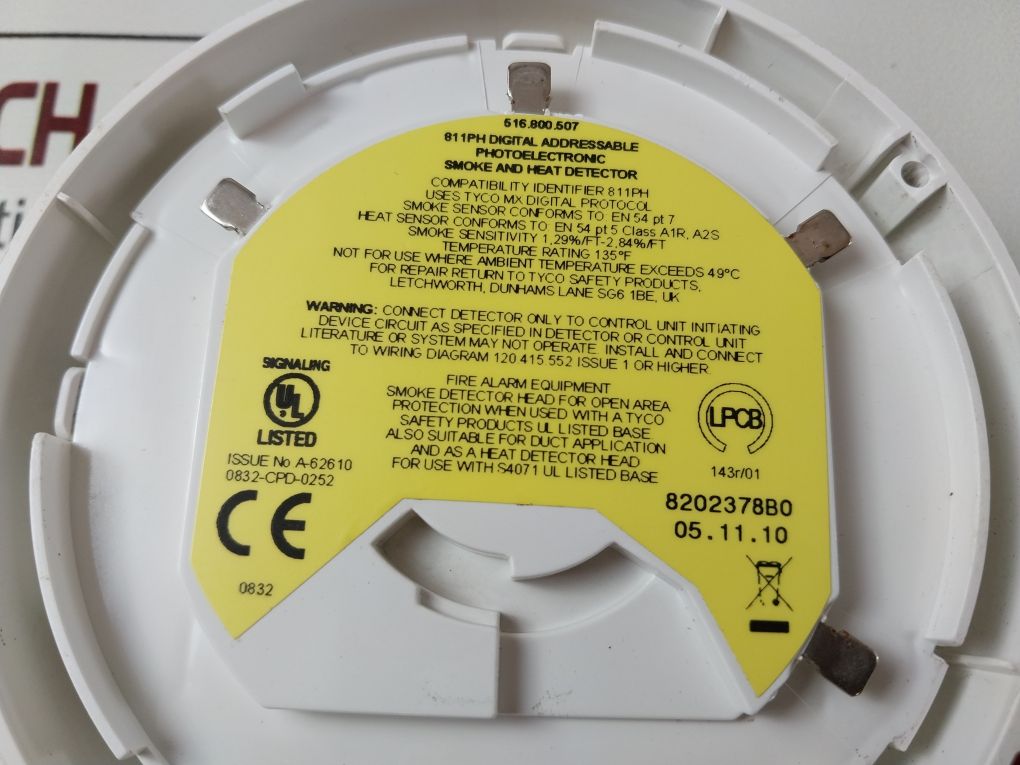 CH
516.800.507
811PH DIGITAL ADDRESSABLE
PHOTOELECTRONIC
SMOKE AND HEAT DETECTOR
COMPATIBILITY IDENTIFIER 811PH
USES TYCO MX DIGITAL PROTOCOL
SMOKE SENSOR CONFORMS TO EN 54 pt 7
HEAT SENSOR CONFORMS TO EN 54 pt 5 Class A1R, A2S
SMOKE SENSITIVITY 1,29%/FT-2,84%/FT
TEMPERATURE RATING 135°F
NOT FOR USE WHERE AMBIENT TEMPERATURE EXCEEDS 49°C
FOR REPAIR RETURN TO TYCO SAFETY PRODUCTS,
LETCHWORTH, DUNHAMS LANE SG6 1BE, UK
WARNING: CONNECT DETECTOR ONLY TO CONTROL UNIT INITIATING
DEVICE CIRCUIT AS SPECIFIED IN DETECTOR OR CONTROL UNIT
LITERATURE OR SYSTEM MAY NOT OPERATE. INSTALL AND CONNECT
TO WIRING DIAGRAM 120 415 552 ISSUE 1 OR HIGHER
SIGNALING
UL
LISTED
ISSUE No A-62610
0832-CPD-0252
CE
0832
FIRE ALARM EQUIPMENT
SMOKE DETECTOR HEAD FOR OPEN AREA
PROTECTION WHEN USED WITH A TYCO
SAFETY PRODUCTS UL LISTED BASE
ALSO SUITABLE FOR DUCT APPLICATION
AND AS A HEAT DETECTOR HEAD
FOR USE WITH S4071 UL LISTED BASE
LPCB
143r/01
8202378B0
05.11.10